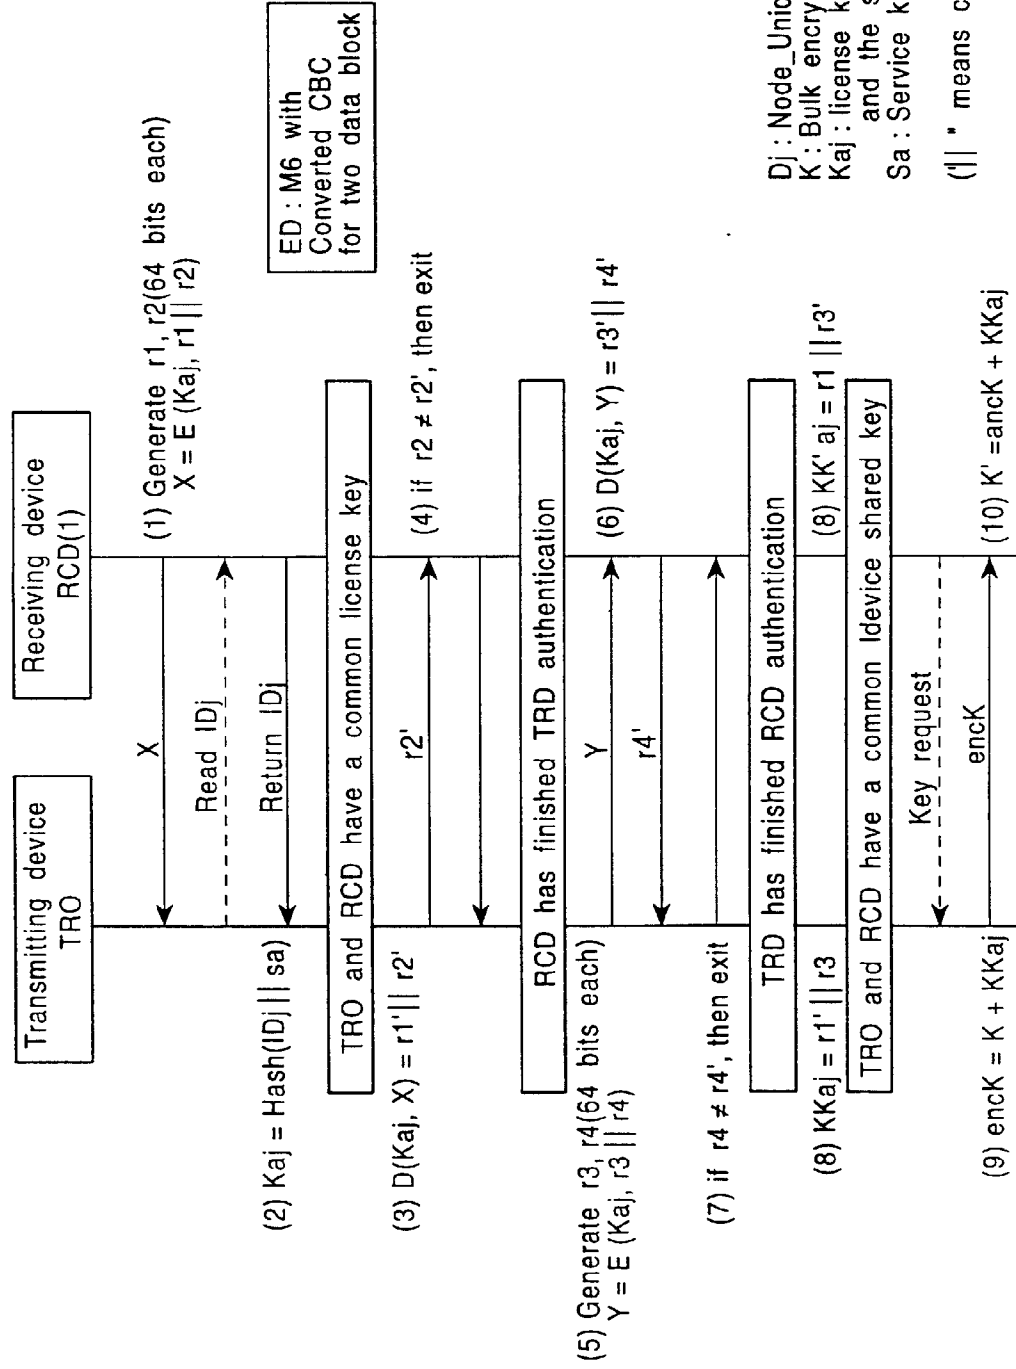 Transmitting device
TRO
Receiving device
RCD(1)
(1) Generate r1, r2(64 bits each)
X = E (Kaj, r1 || r2)
X
Read IDj
Return IDj
(2) Kaj = Hash(IDj || sa)
ED : M6 with
Converted CBC
for two data block
TRO and RCD have a common license key
(3) D(Kaj, X) = r1' || r2'
r2'
(4) if r2 ≠ r2', then exit
RCD has finished TRD authentication
(5) Generate r3, r4(64 bits each)
Y = E (Kaj, r3 || r4)
Y
(6) D(Kaj, Y) = r3' || r4'
r4'
(7) if r4 ≠ r4', then exit
TRD has finished RCD authentication
(8) KKaj = r1' || r3
(8) KK' aj = r1 || r3'
TRO and RCD have a common Idevice shared key
Key request
encK
(9) encK = K + KKaj
(10) K' =ancK + KKaj
Dj : Node_Unic
K : Bulk encry
Kaj : license k
and the s
Sa : Service k
("|| " means c